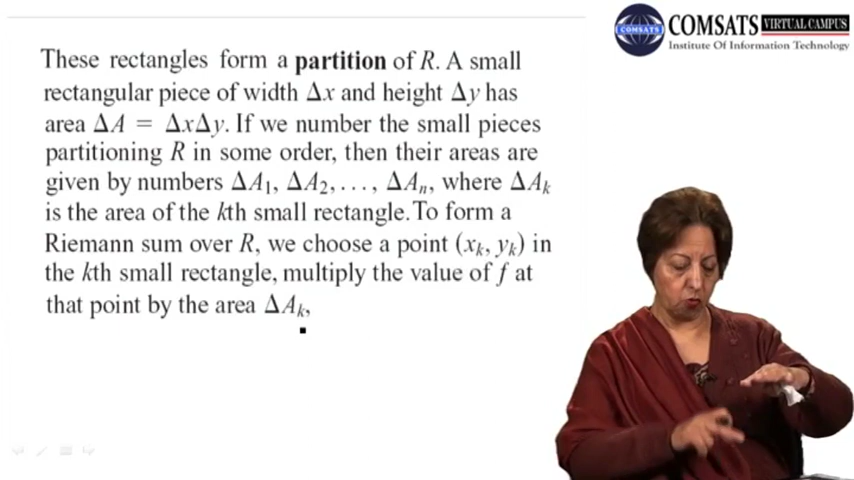 COMSATS VIRTUAL CAMPUS
COMSATS
Institute Of Information Technology
These rectangles form a partition of R. A small
rectangular piece of width Δx and height Δy has
area ΔA = ΔxΔy. If we number the small pieces
partitioning R in some order, then their areas are
given by numbers ΔA₁, ΔA₂,..., ΔAₙ, where ΔAₖ
is the area of the kth small rectangle. To form a
Riemann sum over R, we choose a point (xₖ, yₖ) in
the kth small rectangle, multiply the value of f at
that point by the area ΔAₖ,